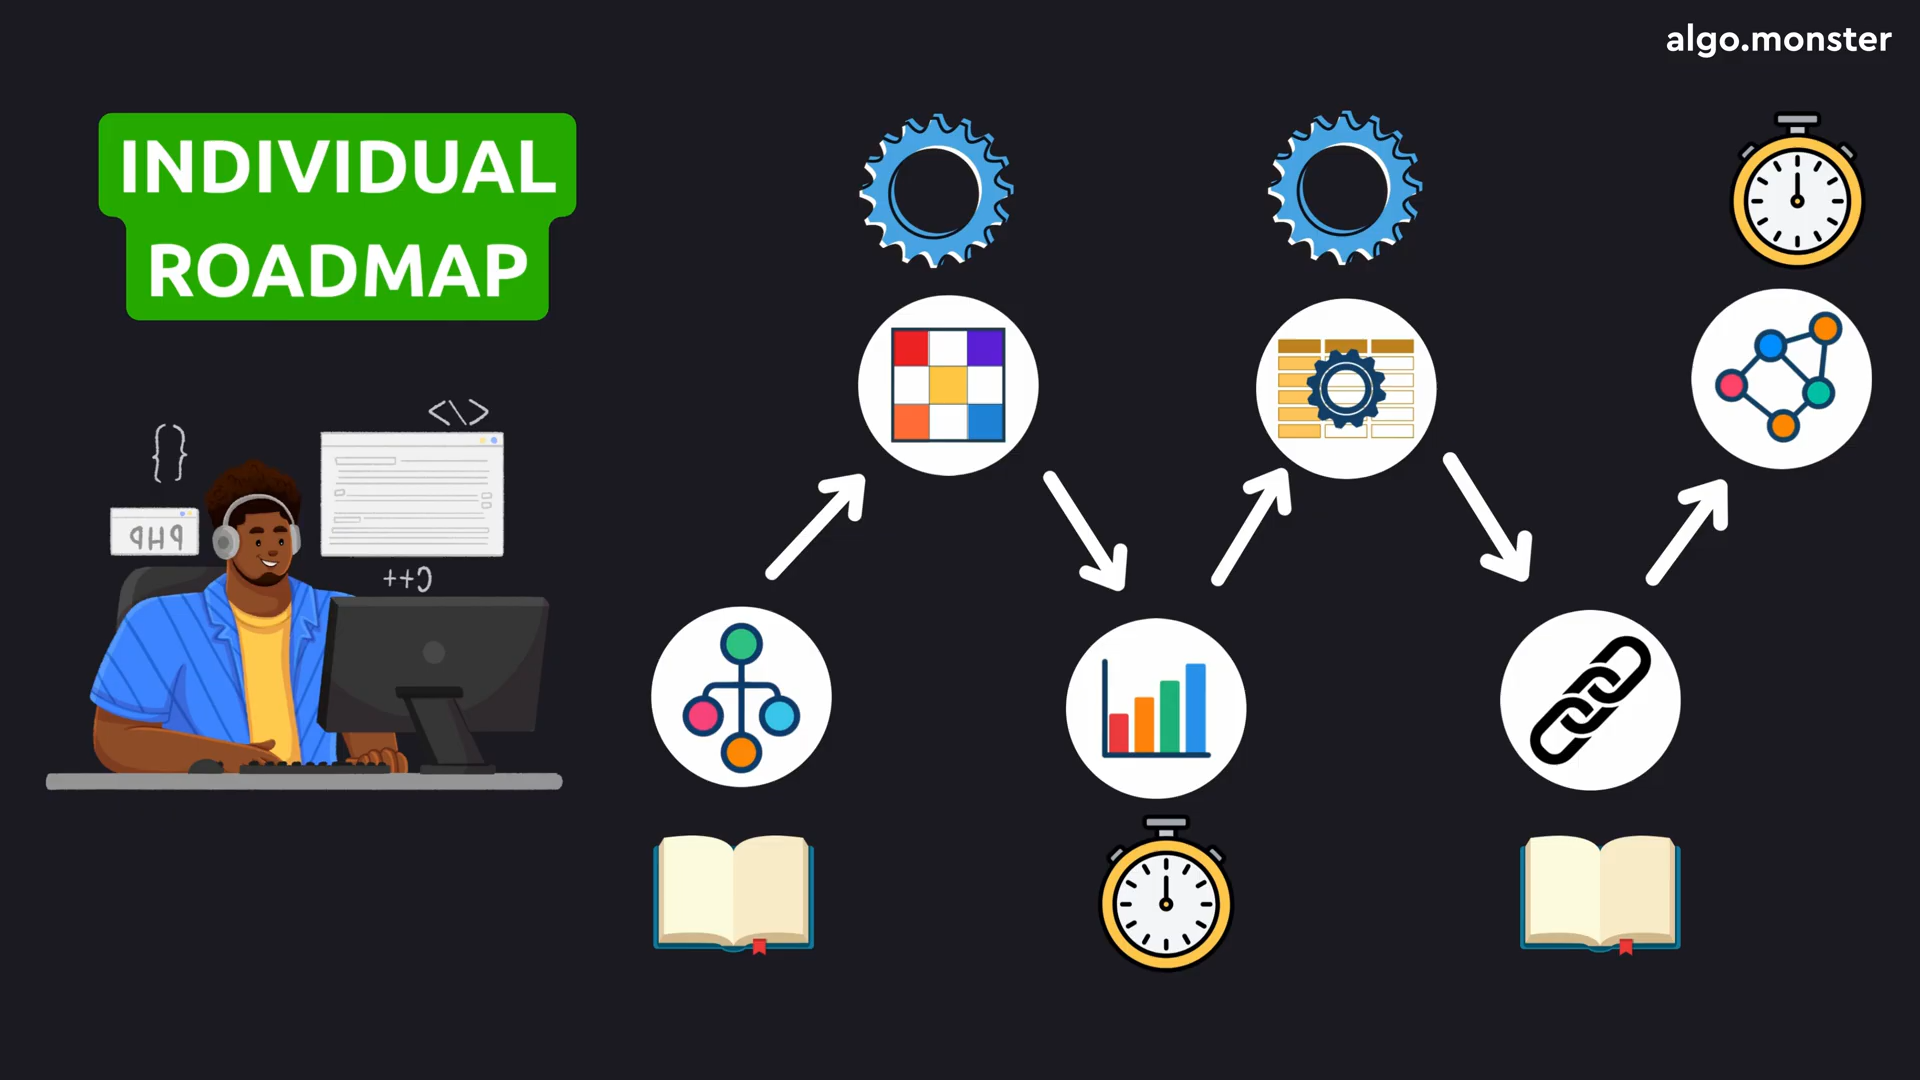 algo.monster
INDIVIDUAL
ROADMAP
{}
<\>
PHP
C++